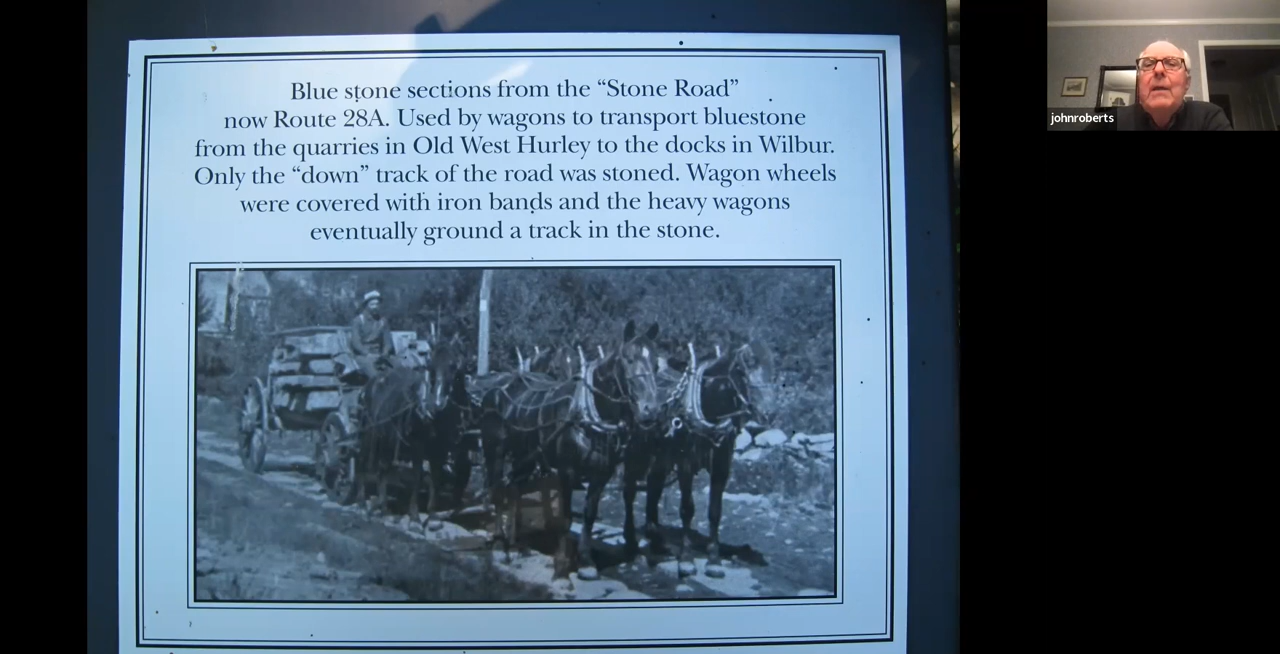 Blue stone sections from the “Stone Road”
now Route 28A. Used by wagons to transport bluestone
from the quarries in Old West Hurley to the docks in Wilbur.
Only the “down” track of the road was stoned. Wagon wheels
were covered with iron bands and the heavy wagons
eventually ground a track in the stone.
johnroberts